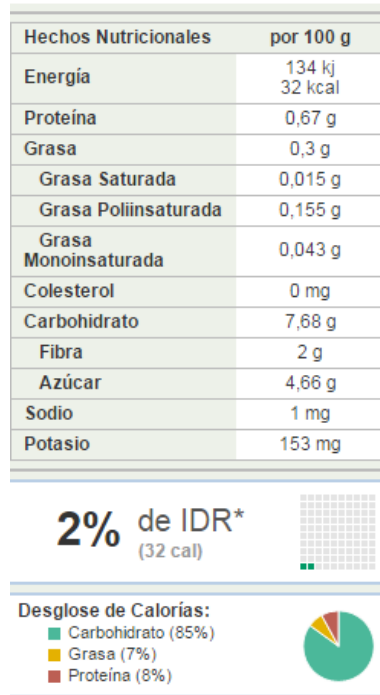 Hechos Nutricionales por 100 g
Energía 134 kj
32 kcal
Proteína 0,67 g
Grasa 0,3 g
Grasa Saturada 0,015 g
Grasa Poliinsaturada 0,155 g
Grasa
Monoinsaturada 0,043 g
Colesterol 0 mg
Carbohidrato 7,68 g
Fibra 2 g
Azúcar 4,66 g
Sodio 1 mg
Potasio 153 mg
2% de IDR*
(32 cal)
Desglose de Calorías:
Carbohidrato (85%)
Grasa (7%)
Proteína (8%)